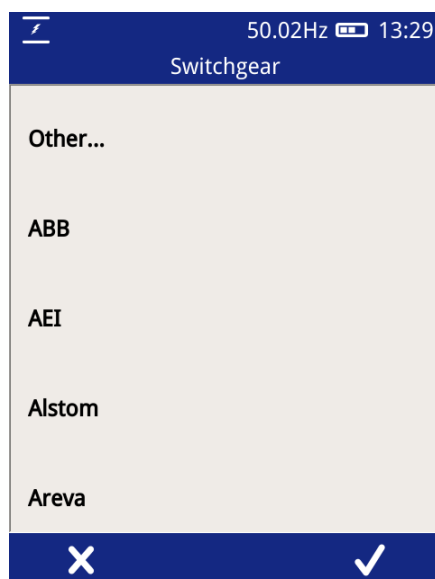 50.02Hz 13:29
Switchgear
Other...
ABB
AEI
Alstom
Areva